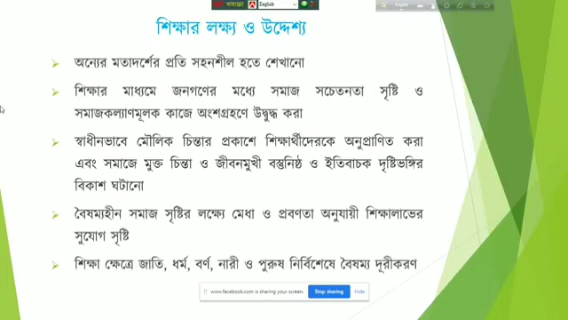 English
English
শিক্ষার লক্ষ্য ও উদ্দেশ্য
অন্যের মতাদর্শের প্রতি সহনশীল হতে শেখানো
শিক্ষার মাধ্যমে জনগণের মধ্যে সমাজ সচেতনতা সৃষ্টি ও
সমাজকল্যাণমূলক কাজে অংশগ্রহণে উদ্বুদ্ধ করা
স্বাধীনভাবে মৌলিক চিন্তার প্রকাশে শিক্ষার্থীদেরকে অনুপ্রাণিত করা
এবং সমাজে মুক্ত চিন্তা ও জীবনমুখী বস্তুনিষ্ঠ ও ইতিবাচক দৃষ্টিভঙ্গির
বিকাশ ঘটানো
বৈষম্যহীন সমাজ সৃষ্টির লক্ষ্যে মেধা ও প্রবণতা অনুযায়ী শিক্ষালাভের
সুযোগ সৃষ্টি
শিক্ষা ক্ষেত্রে জাতি, ধর্ম, বর্ণ, নারী ও পুরুষ নির্বিশেষে বৈষম্য দূরীকরণ
www.facebook.com is sharing your screen. Stop sharing Hide